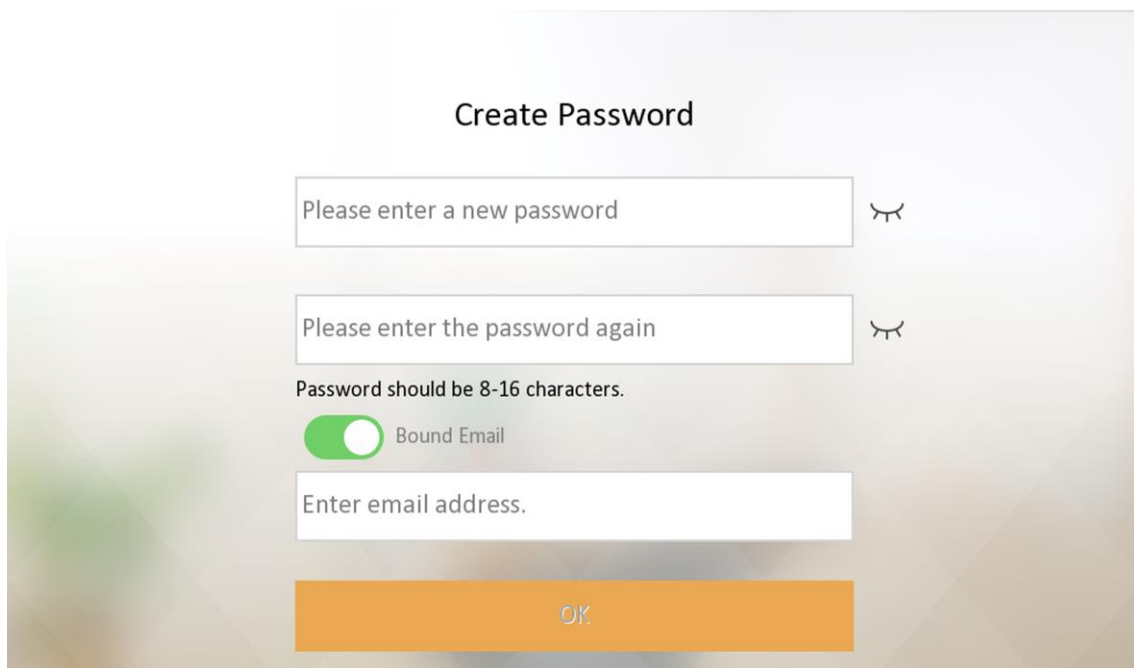 Create Password
Please enter a new password
Please enter the password again
Password should be 8-16 characters.
Bound Email
Enter email address.
OK